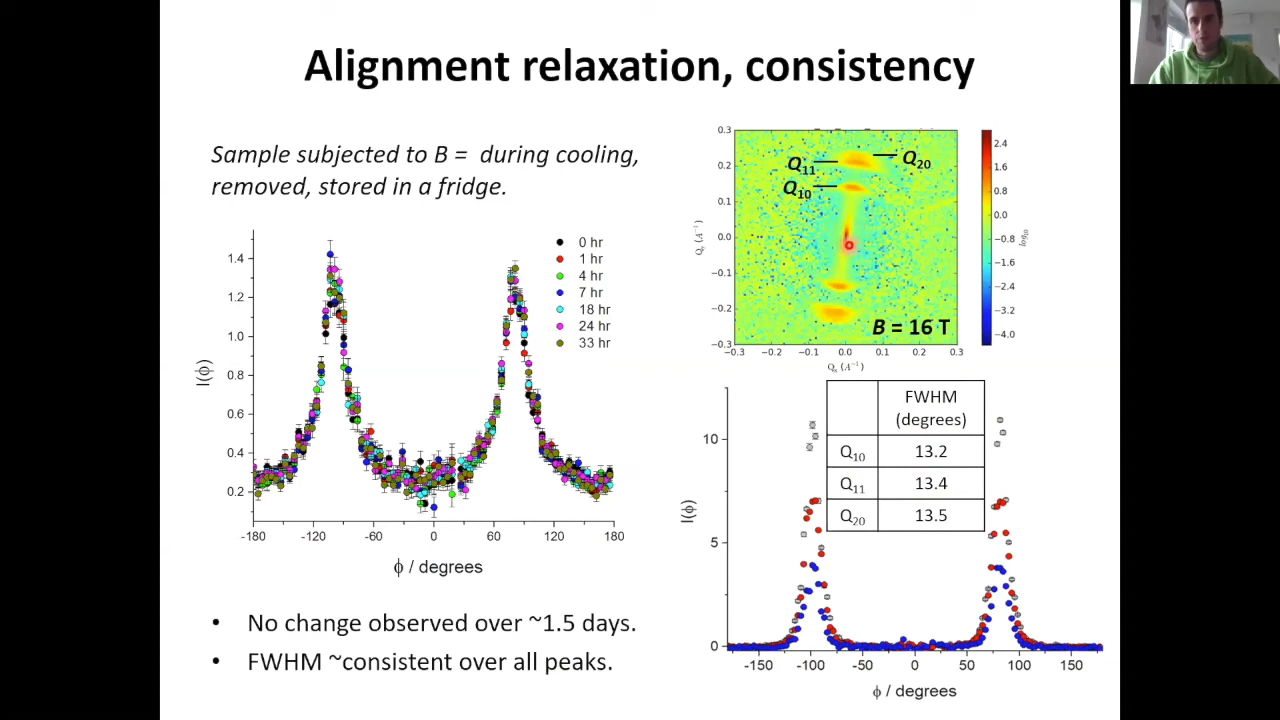 Alignment relaxation, consistency
Sample subjected to B =  during cooling,
removed, stored in a fridge.
1.4
1.2
1.0
0.8
0.6
0.4
0.2
I(ϕ)
-180
-120
-60
0
60
120
180
ϕ / degrees
0 hr
1 hr
4 hr
7 hr
18 hr
24 hr
33 hr
• No change observed over ~1.5 days.
• FWHM ~consistent over all peaks.
0.3
0.2
0.1
0.0
−0.1
−0.2
−0.3
Q₁₁
Q₂₀
Q₁₀
B = 16 T
−0.3
−0.2
−0.1
0.0
0.1
0.2
0.3
2.4
1.6
0.8
0.0
−0.8
−1.6
−2.4
−3.2
−4.0
log₁₀
FWHM
(degrees)
Q₁₀ 13.2
Q₁₁ 13.4
Q₂₀ 13.5
10
5
0
I(ϕ)
-150
-100
-50
0
50
100
150
ϕ / degrees